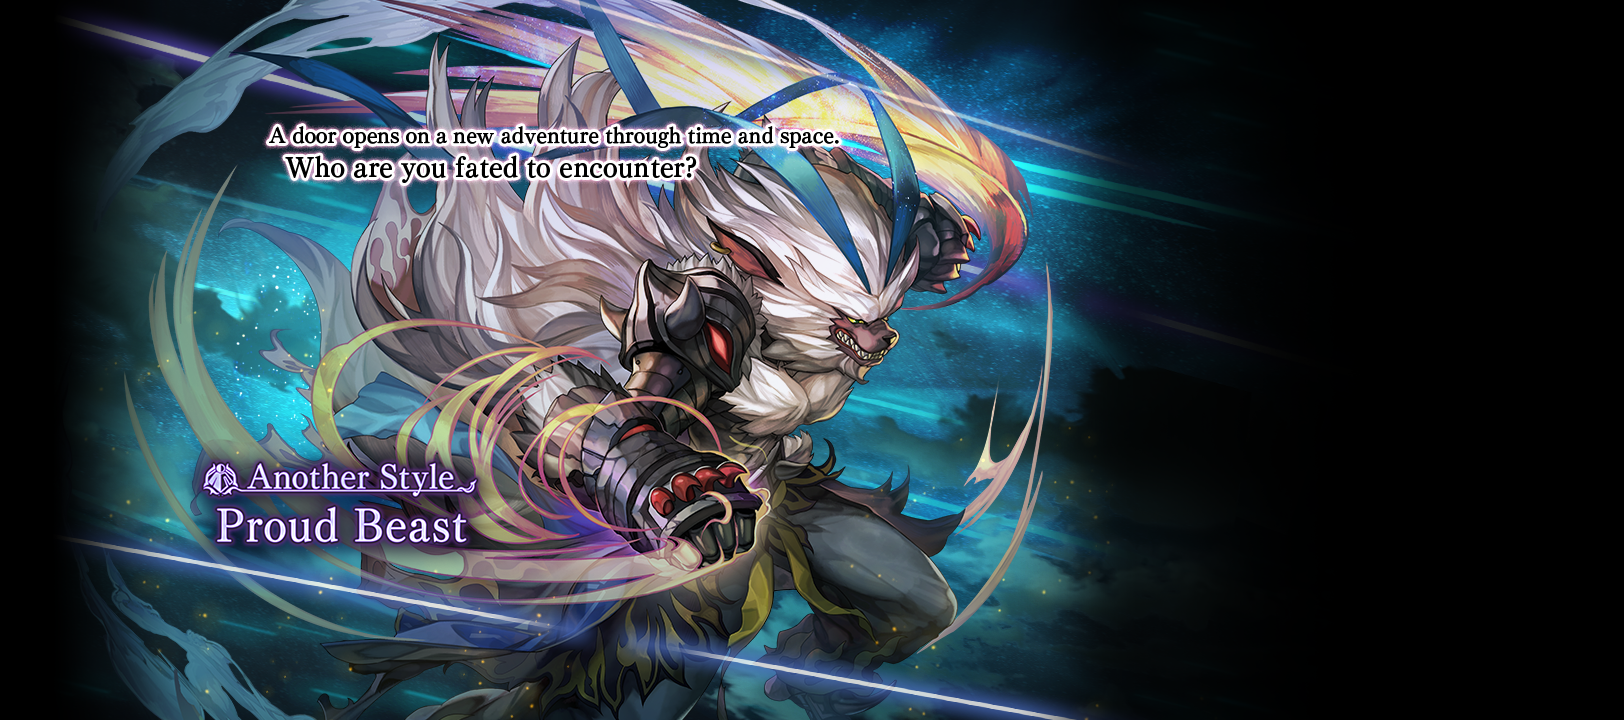 A door opens on a new adventure through time and space.
Who are you fated to encounter?
Another Style
Proud Beast